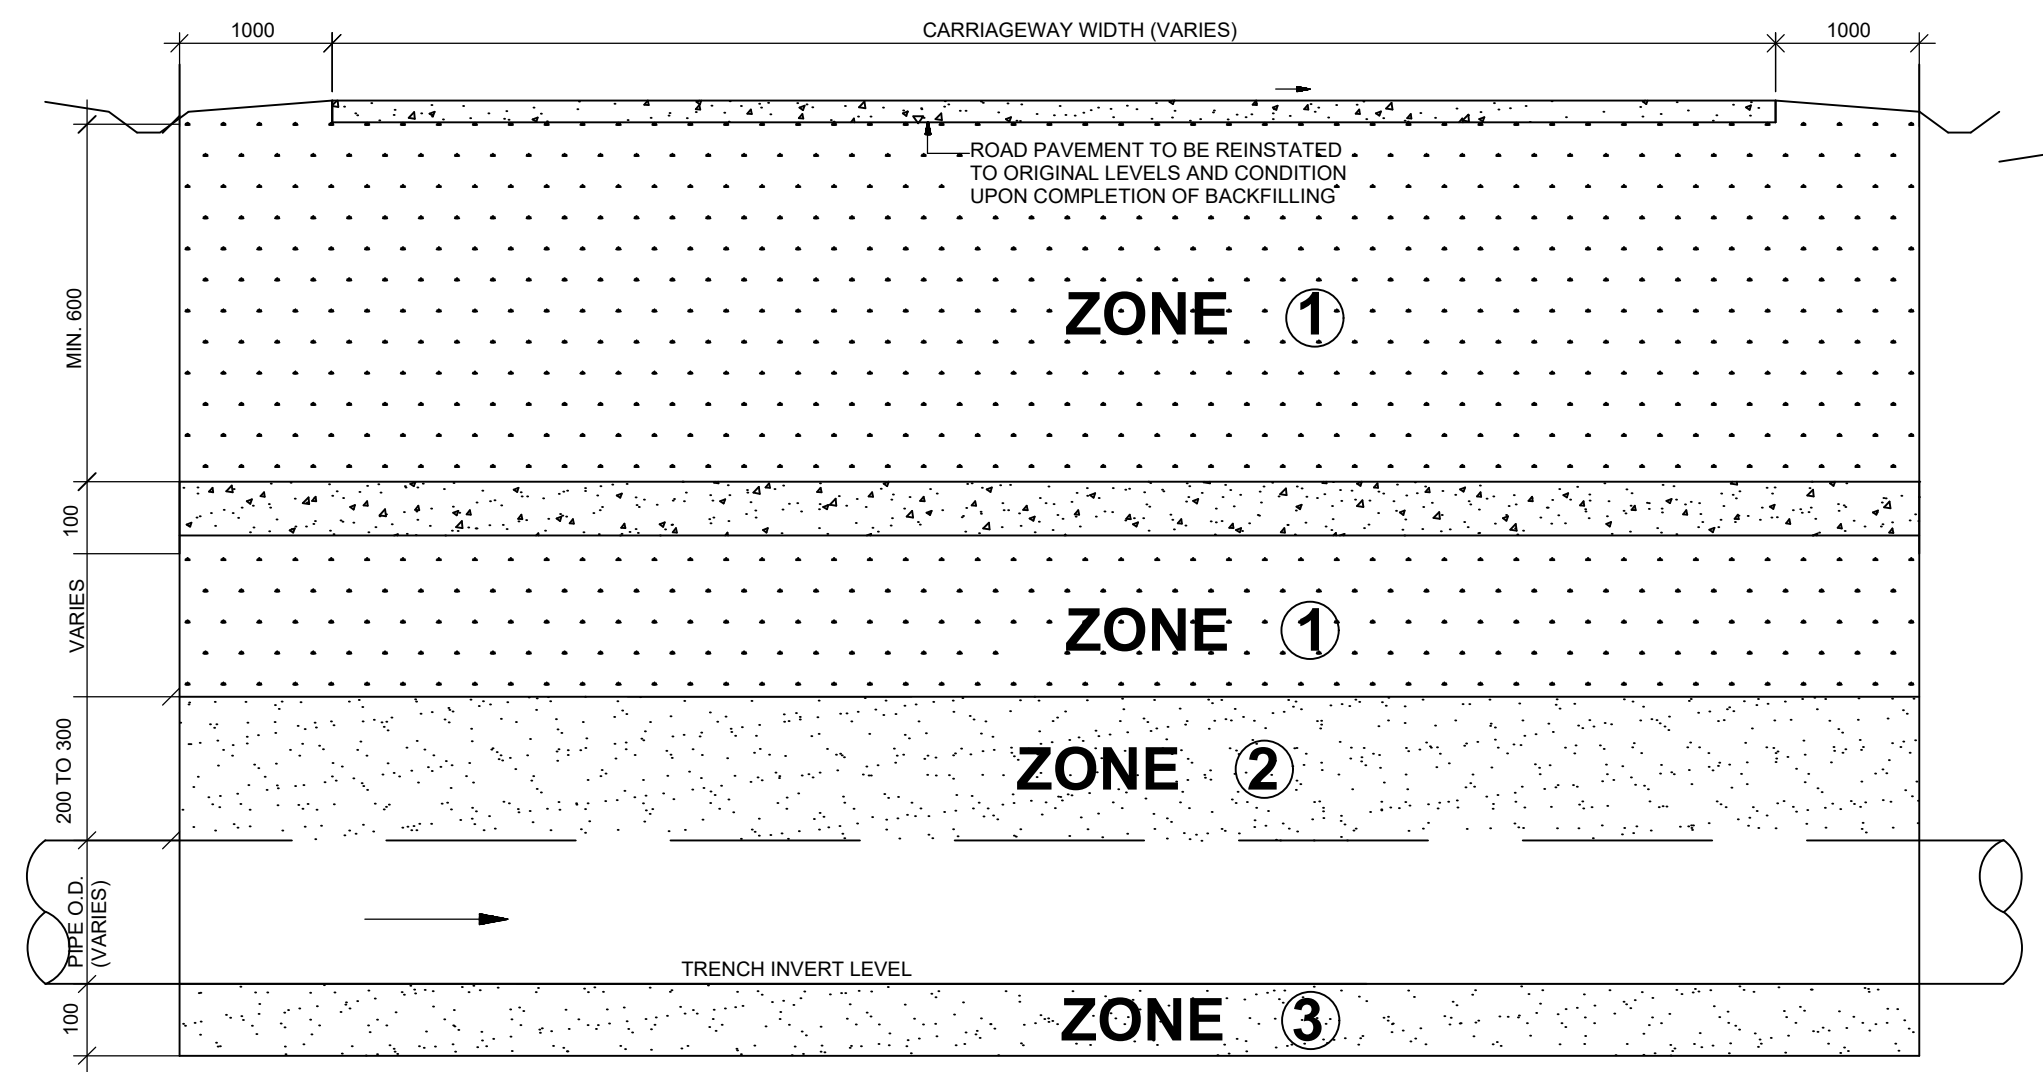 1000
CARRIAGEWAY WIDTH (VARIES)
1000
ROAD PAVEMENT TO BE REINSTATED
TO ORIGINAL LEVELS AND CONDITION
UPON COMPLETION OF BACKFILLING
MIN. 600
ZONE 1
100
VARIES
ZONE 1
200 TO 300
ZONE 2
PIPE O.D.
(VARIES)
TRENCH INVERT LEVEL
100
ZONE 3